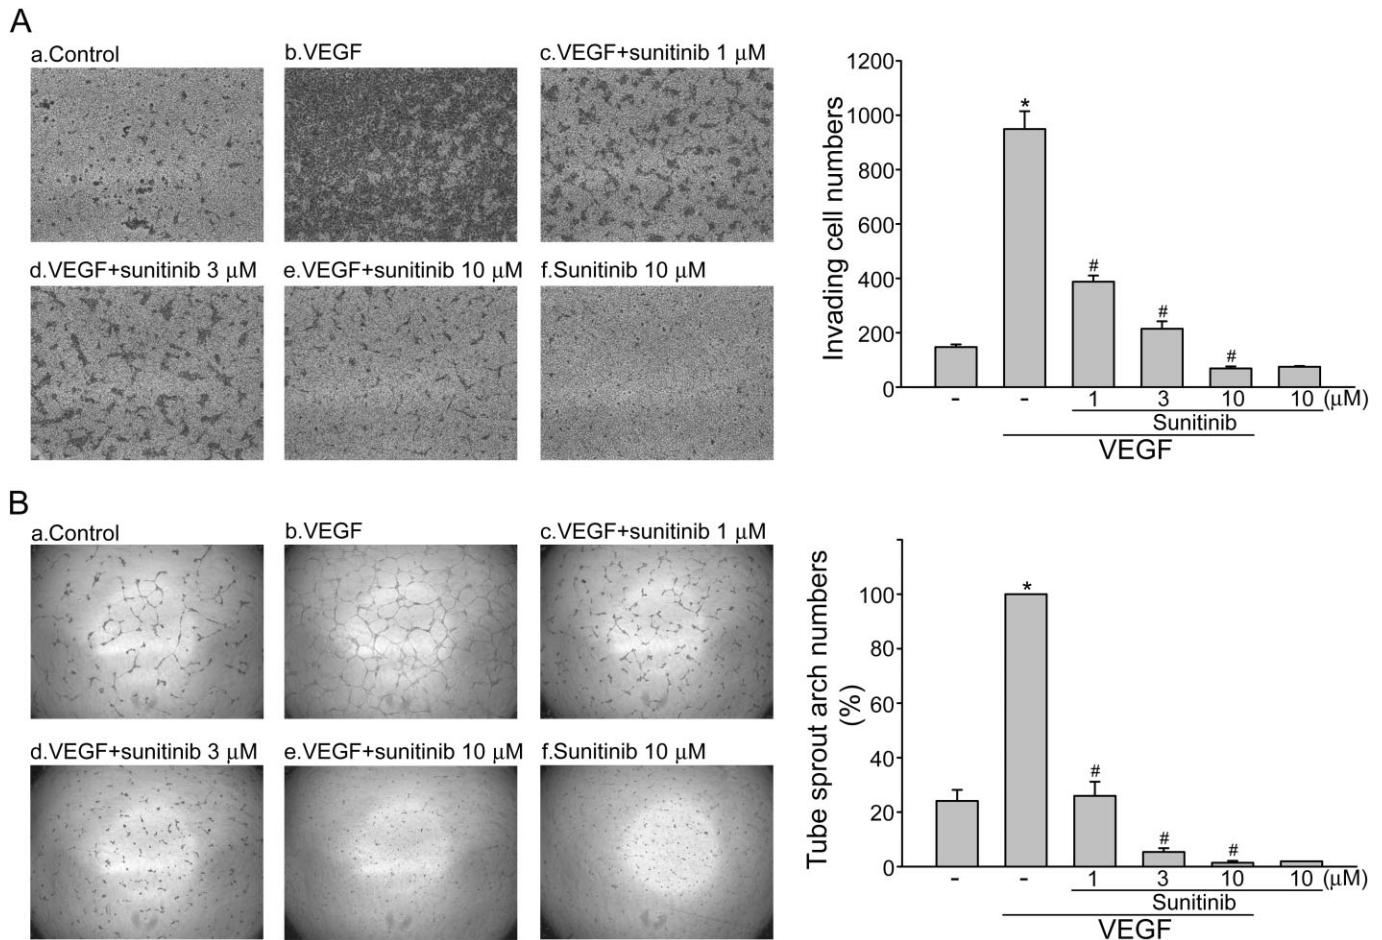 A
a.Control
b.VEGF
c.VEGF+sunitinib 1 μM
d.VEGF+sunitinib 3 μM
e.VEGF+sunitinib 10 μM
f.Sunitinib 10 μM
Invading cell numbers
1200
1000
800
600
400
200
0
*
#
#
#
- - 1 3 10 10 (μM)
Sunitinib
VEGF
B
a.Control
b.VEGF
c.VEGF+sunitinib 1 μM
d.VEGF+sunitinib 3 μM
e.VEGF+sunitinib 10 μM
f.Sunitinib 10 μM
Tube sprout arch numbers
(%)
100
80
60
40
20
0
*
#
#
#
- - 1 3 10 10 (μM)
Sunitinib
VEGF